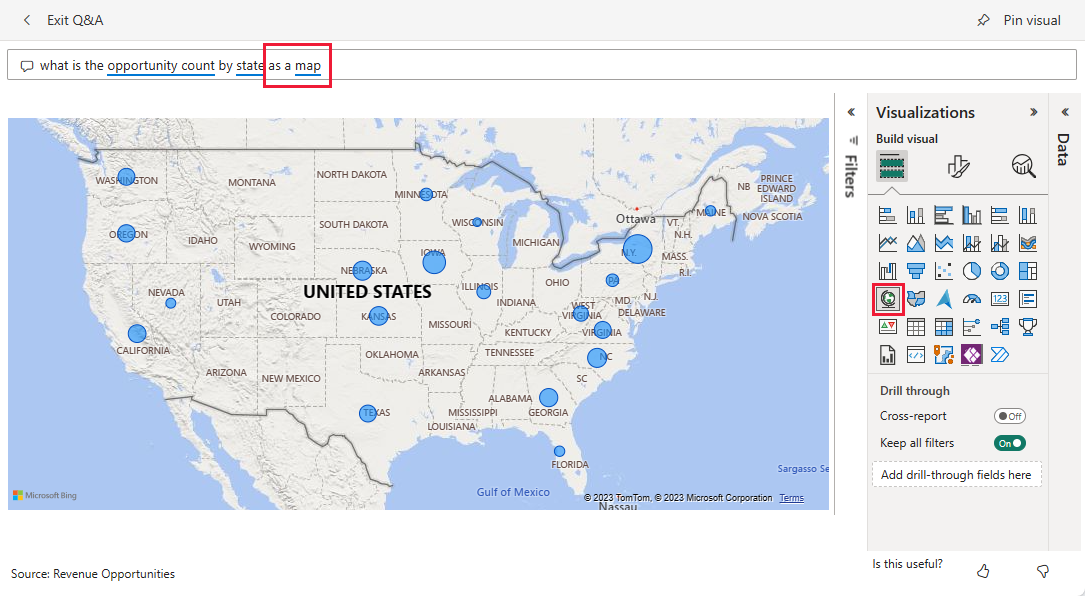 Exit Q&A
Pin visual
what is the opportunity count by state as a map
WASHINGTON
MONTANA
NORTH DAKOTA
MINNESOTA
OREGON
IDAHO
SOUTH DAKOTA
WISCONSIN
Ottawa
MAINE
NB
PRINCE
EDWARD
ISLAND
NOVA SCOTIA
VT.
N.H.
WYOMING
MICHIGAN
N.Y.
MASS.
R.I.
IOWA
NEBRASKA
NEVADA
UTAH
UNITED STATES
ILLINOIS
INDIANA
OHIO
PA
N.J.
MD.
DELAWARE
COLORADO
KANSAS
MISSOURI
WEST
VIRGINIA
VIRGINIA
KENTUCKY
CALIFORNIA
ARIZONA
NEW MEXICO
OKLAHOMA
ARKANSAS
TENNESSEE
NC
SC
TEXAS
LOUISIANA
MISSISSIPPI
ALABAMA
GEORGIA
FLORIDA
Sargasso Se
Gulf of Mexico
Microsoft Bing
© 2023 TomTom, © 2023 Microsoft Corporation Terms
Nassau
Source: Revenue Opportunities
Filters
Visualizations
Build visual
123
Drill through
Cross-report
Off
Keep all filters
On
Add drill-through fields here
Data
Is this useful?